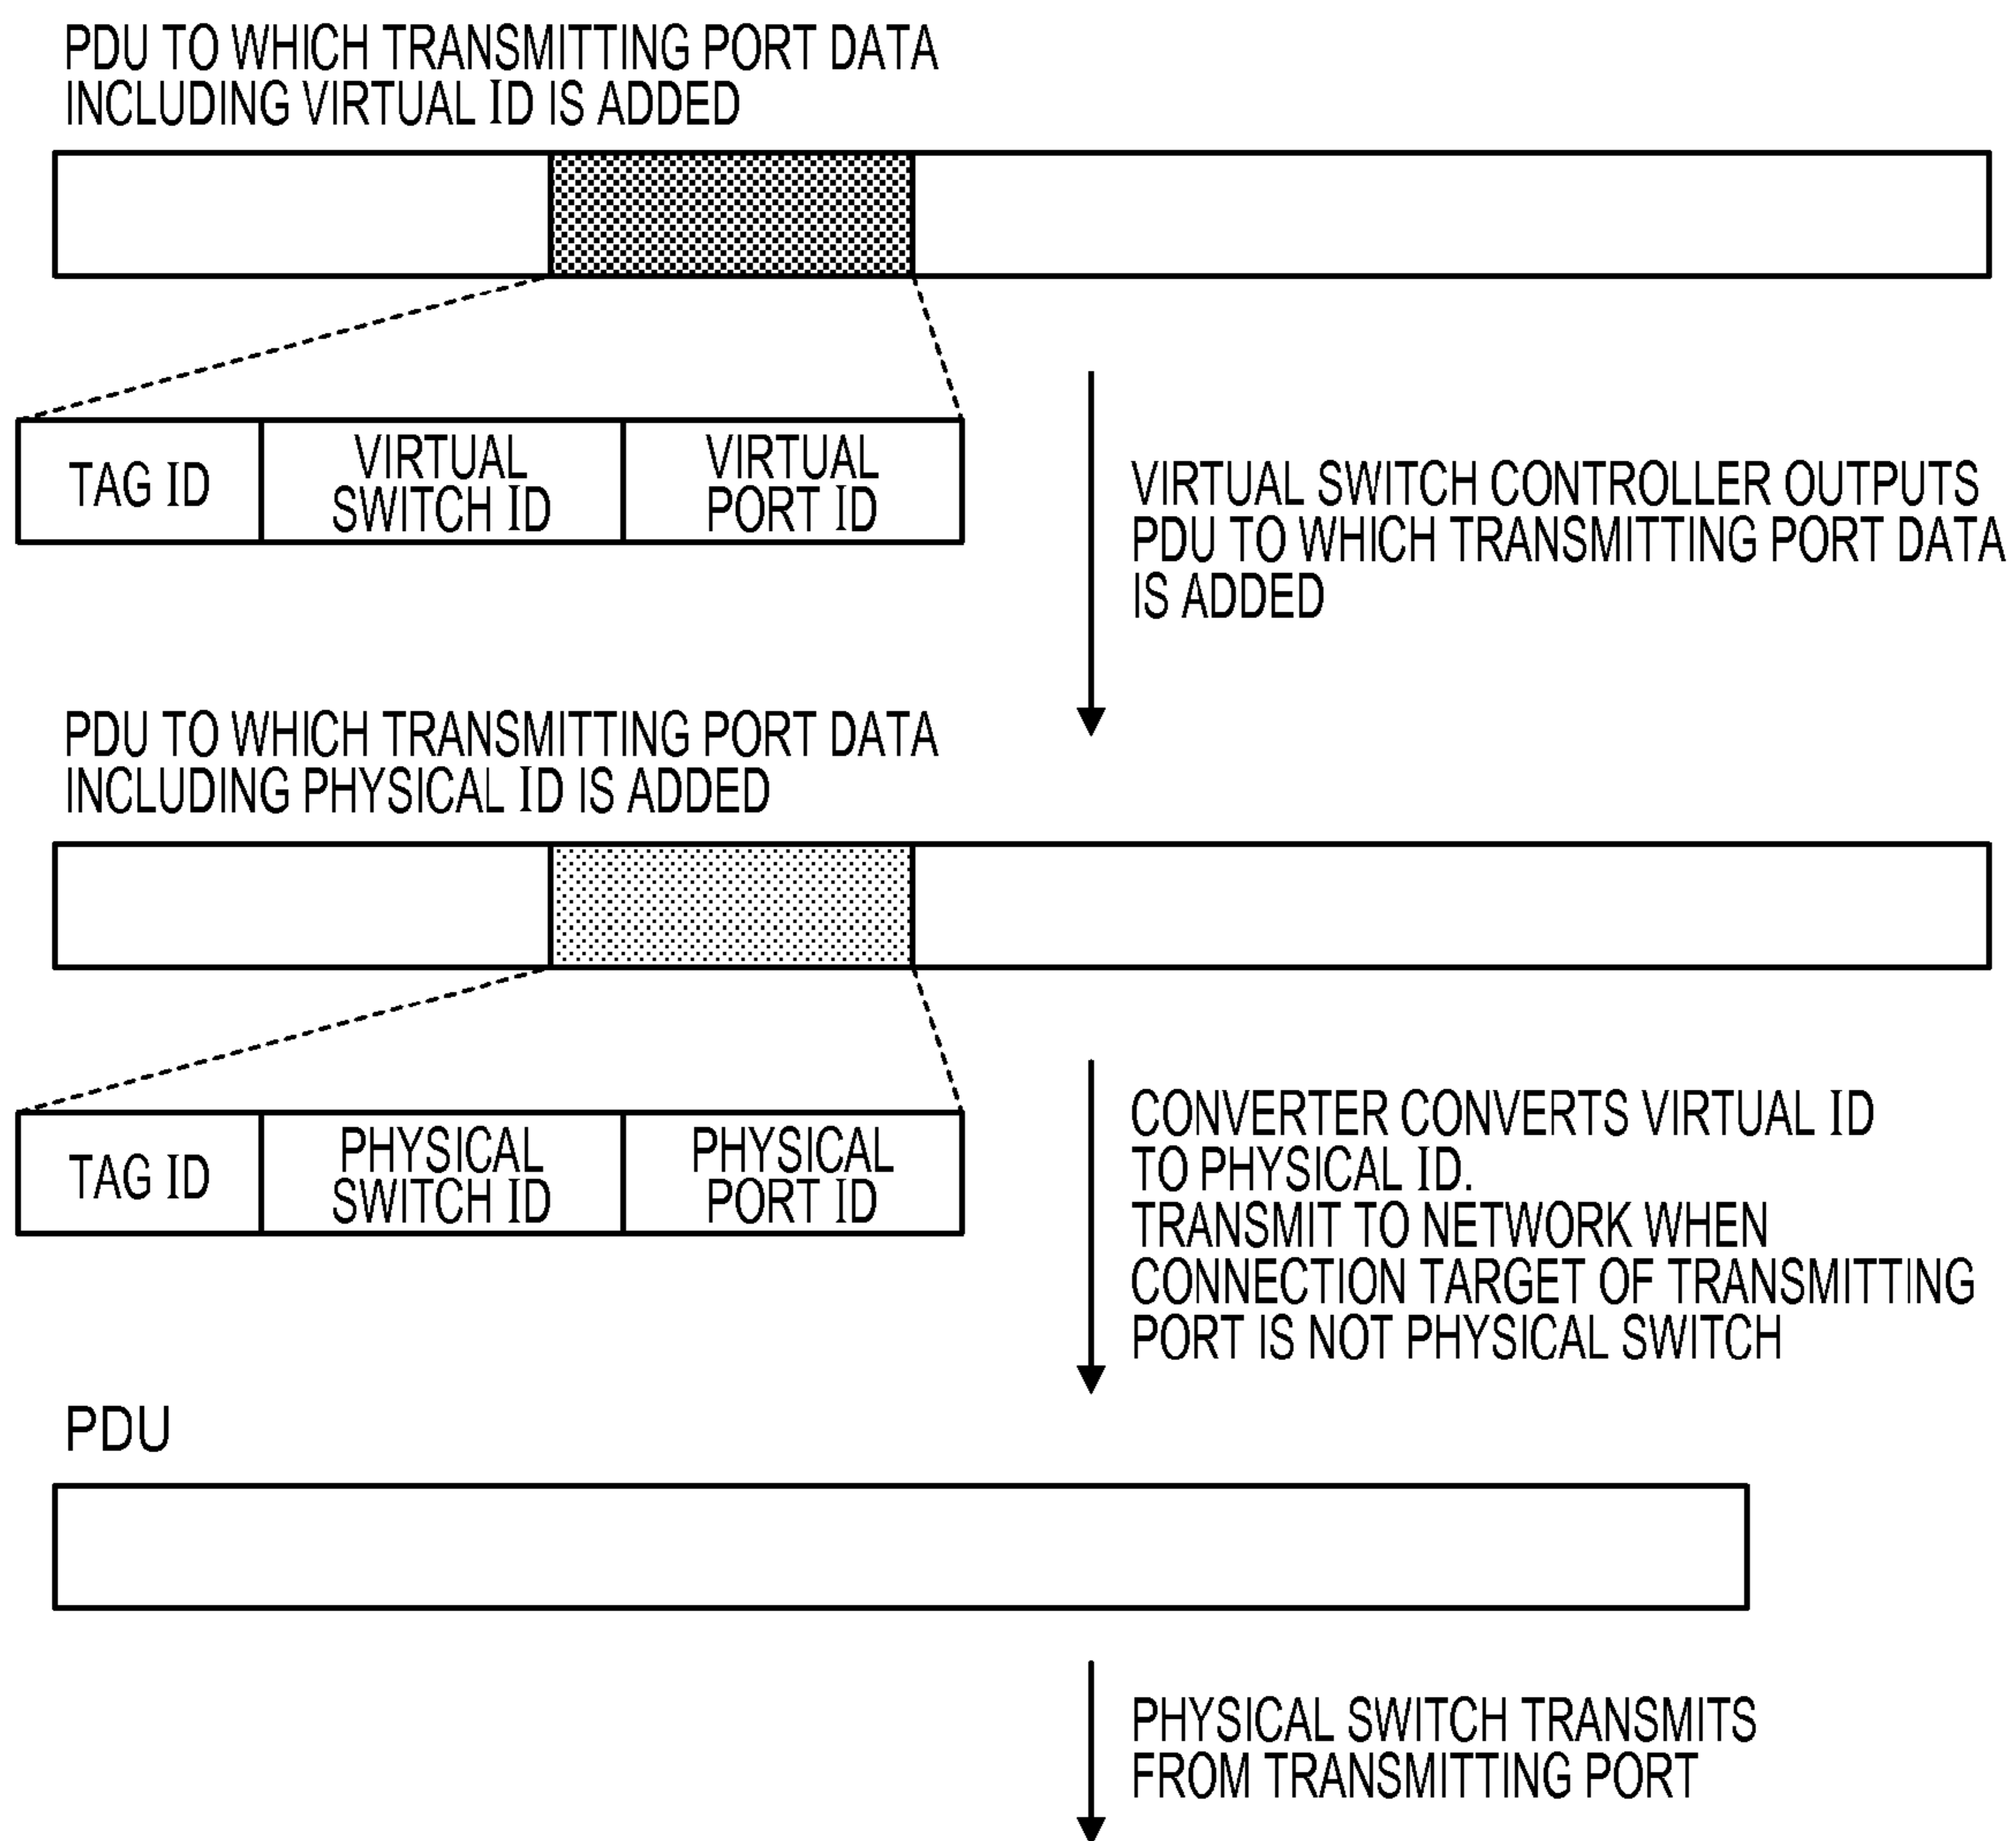 PDU TO WHICH TRANSMITTING PORT DATA
INCLUDING VIRTUAL ID IS ADDED
TAG ID
VIRTUAL
SWITCH ID
VIRTUAL
PORT ID
VIRTUAL SWITCH CONTROLLER OUTPUTS
PDU TO WHICH TRANSMITTING PORT DATA
IS ADDED
PDU TO WHICH TRANSMITTING PORT DATA
INCLUDING PHYSICAL ID IS ADDED
TAG ID
PHYSICAL
SWITCH ID
PHYSICAL
PORT ID
CONVERTER CONVERTS VIRTUAL ID
TO PHYSICAL ID.
TRANSMIT TO NETWORK WHEN
CONNECTION TARGET OF TRANSMITTING
PORT IS NOT PHYSICAL SWITCH
PDU
PHYSICAL SWITCH TRANSMITS
FROM TRANSMITTING PORT